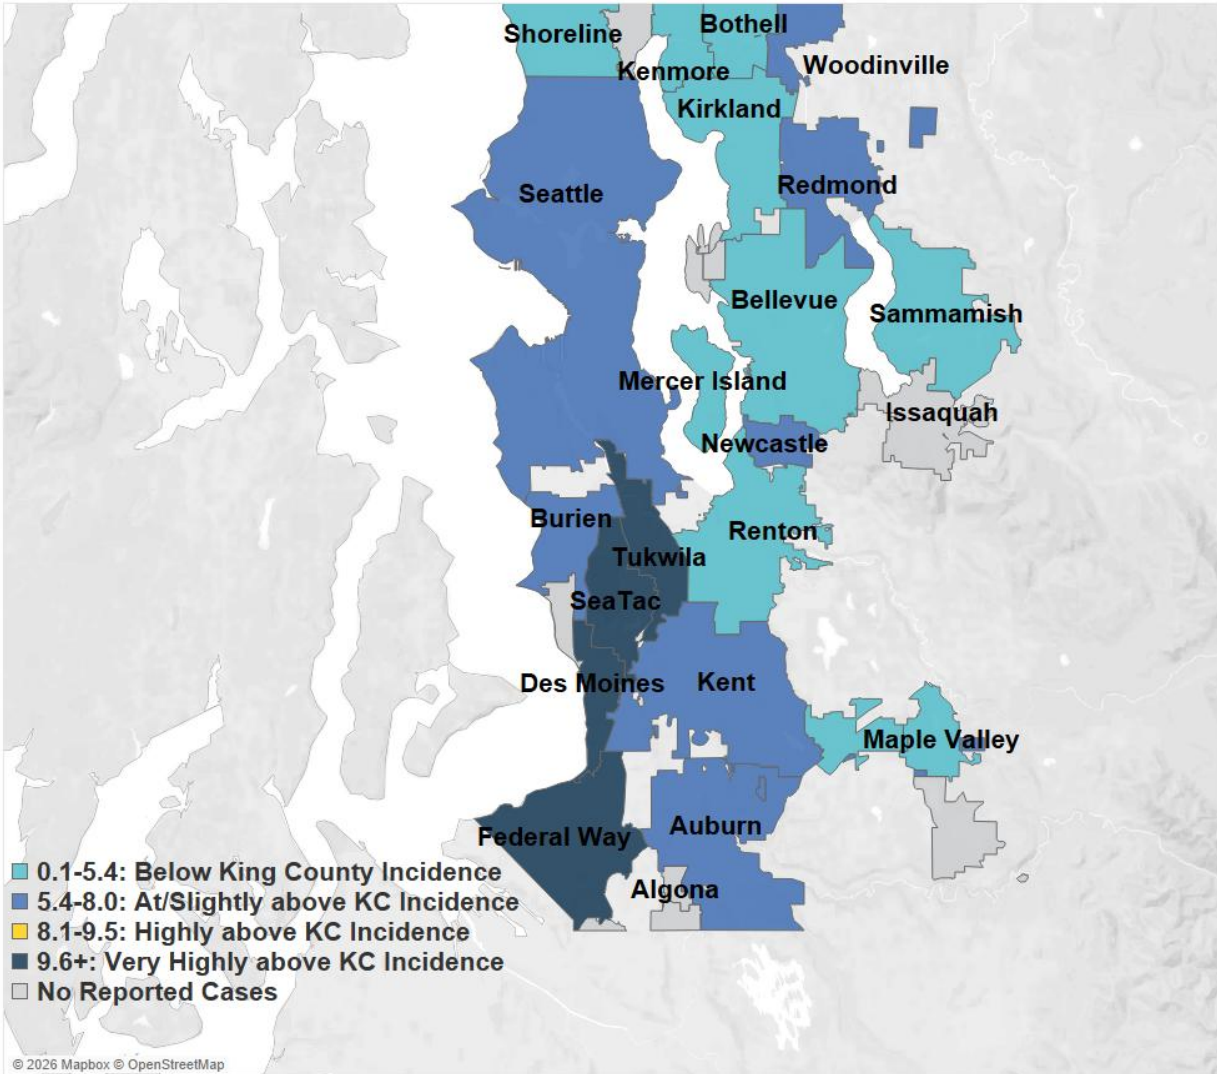 Shoreline
Bothell
Kenmore
Woodinville
Kirkland
Seattle
Redmond
Bellevue
Sammamish
Mercer Island
Issaquah
Newcastle
Burien
Renton
Tukwila
SeaTac
Des Moines
Kent
Maple Valley
Auburn
Federal Way
Algona
0.1-5.4: Below King County Incidence
5.4-8.0: At/Slightly above KC Incidence
8.1-9.5: Highly above KC Incidence
9.6+: Very Highly above KC Incidence
No Reported Cases
© 2026 Mapbox © OpenStreetMap